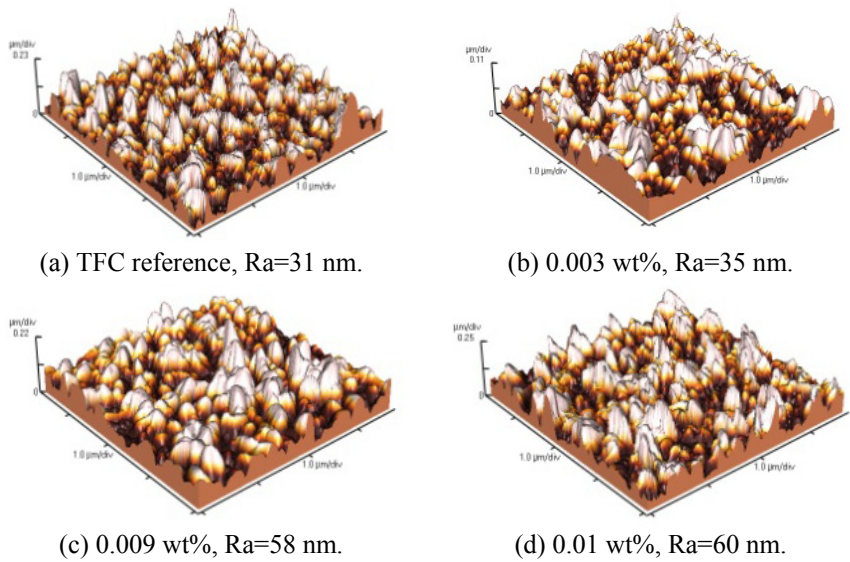 µm/div
0.23
0
1.0 µm/div
1.0 µm/div
(a) TFC reference, Ra=31 nm.
µm/div
0.11
0
1.0 µm/div
1.0 µm/div
(b) 0.003 wt%, Ra=35 nm.
µm/div
0.22
0
1.0 µm/div
1.0 µm/div
(c) 0.009 wt%, Ra=58 nm.
µm/div
0.25
0
1.0 µm/div
1.0 µm/div
(d) 0.01 wt%, Ra=60 nm.